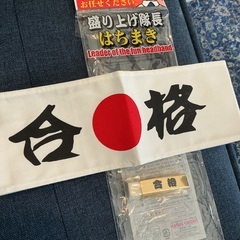 お任せください
盛り上げ隊長
はちまき
Leader of the fun headband
合格
合格